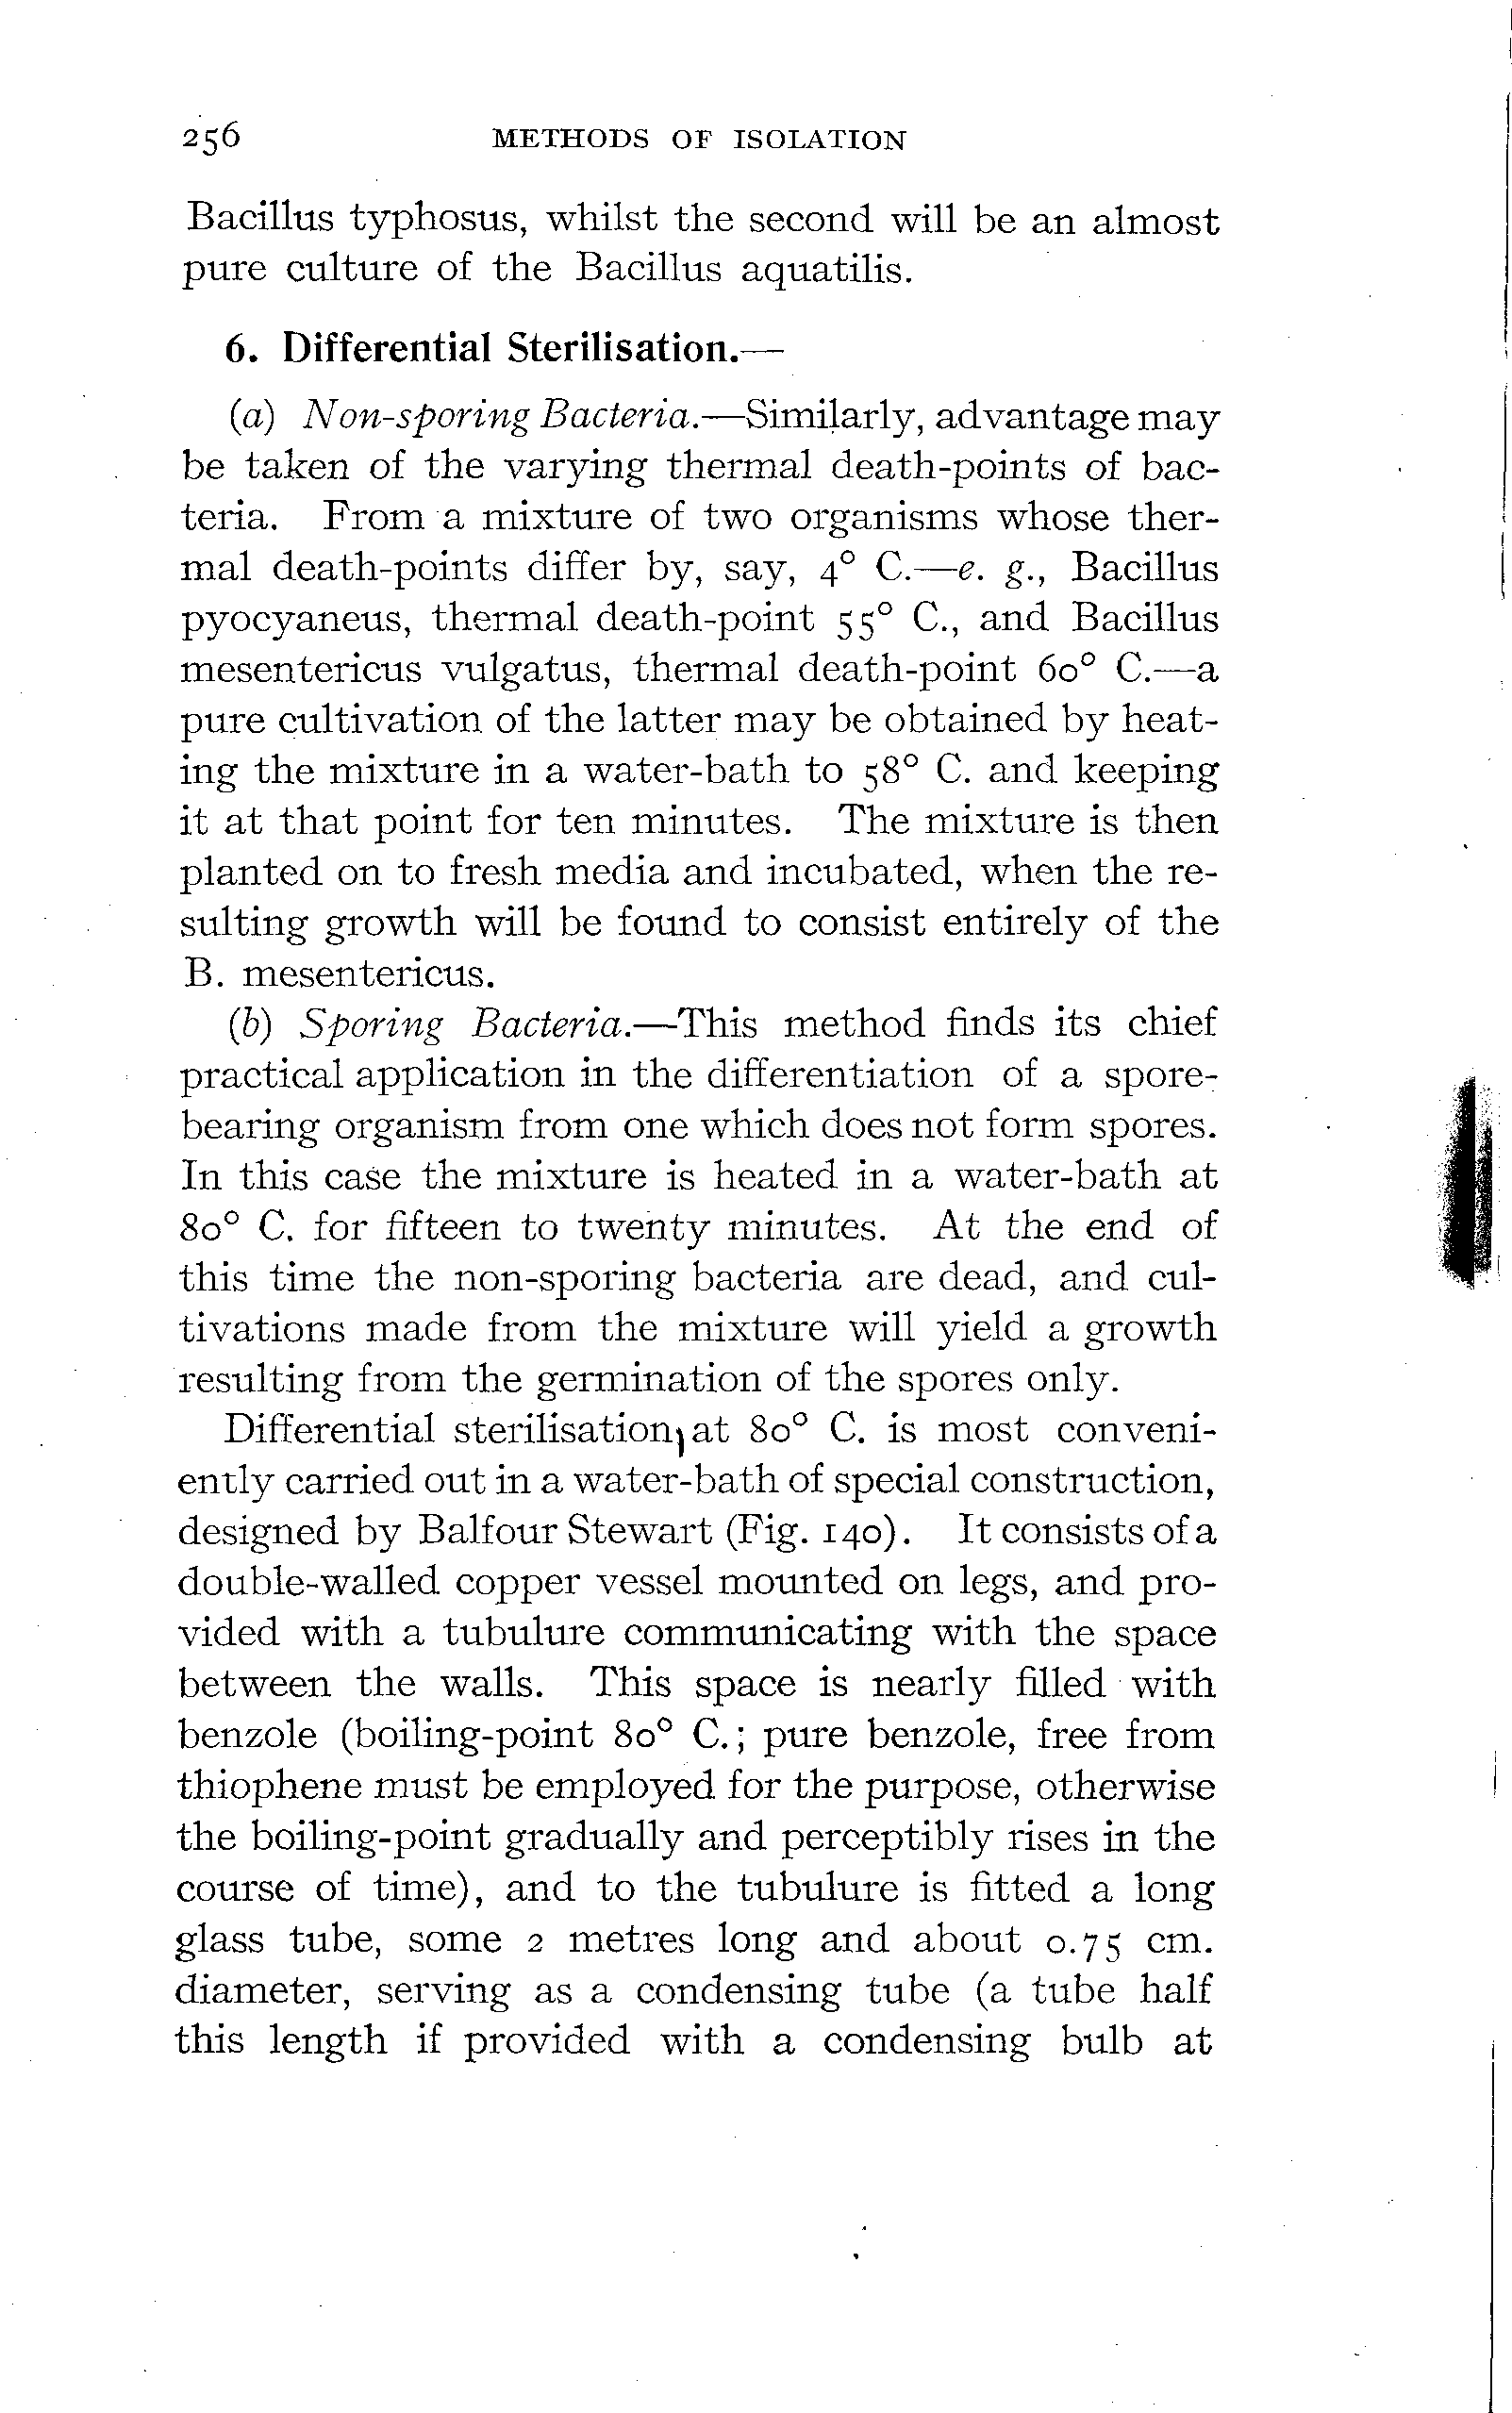 256 METHODS OF ISOLATION
Bacillus typhosus, whilst the second will be an almost
pure culture of the Bacillus aquatilis.
6. Differential Sterilisation.—
(a) Non-sporing Bacteria.—Similarly, advantage may
be taken of the varying thermal death-points of bac-
teria. From a mixture of two organisms whose ther-
mal death-points differ by, say, 4° C.—e. g., Bacillus
pyocyaneus, thermal death-point 55° C., and Bacillus
mesentericus vulgatus, thermal death-point 60° C.—a
pure cultivation of the latter may be obtained by heat-
ing the mixture in a water-bath to 58° C. and keeping
it at that point for ten minutes. The mixture is then
planted on to fresh media and incubated, when the re-
sulting growth will be found to consist entirely of the
B. mesentericus.
(b) Sporing Bacteria.—This method finds its chief
practical application in the differentiation of a spore-
bearing organism from one which does not form spores.
In this case the mixture is heated in a water-bath at
80° C. for fifteen to twenty minutes. At the end of
this time the non-sporing bacteria are dead, and cul-
tivations made from the mixture will yield a growth
resulting from the germination of the spores only.
Differential sterilisation at 80° C. is most conveni-
ently carried out in a water-bath of special construction,
designed by Balfour Stewart (Fig. 140). It consists of a
double-walled copper vessel mounted on legs, and pro-
vided with a tubulure communicating with the space
between the walls. This space is nearly filled with
benzole (boiling-point 80° C.; pure benzole, free from
thiophene must be employed for the purpose, otherwise
the boiling-point gradually and perceptibly rises in the
course of time), and to the tubulure is fitted a long
glass tube, some 2 metres long and about 0.75 cm.
diameter, serving as a condensing tube (a tube half
this length if provided with a condensing bulb at